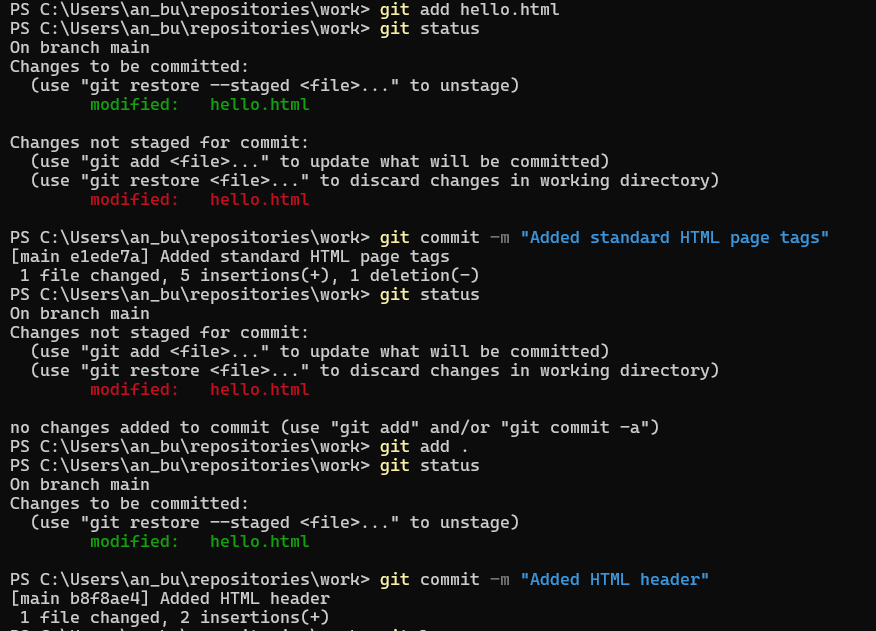 PS C:\Users\an_bu\repositories\work> git add hello.html
PS C:\Users\an_bu\repositories\work> git status
On branch main
Changes to be committed:
  (use "git restore --staged <file>..." to unstage)
        modified:   hello.html

Changes not staged for commit:
  (use "git add <file>..." to update what will be committed)
  (use "git restore <file>..." to discard changes in working directory)
        modified:   hello.html

PS C:\Users\an_bu\repositories\work> git commit -m "Added standard HTML page tags"
[main e1ede7a] Added standard HTML page tags
 1 file changed, 5 insertions(+), 1 deletion(-)
PS C:\Users\an_bu\repositories\work> git status
On branch main
Changes not staged for commit:
  (use "git add <file>..." to update what will be committed)
  (use "git restore <file>..." to discard changes in working directory)
        modified:   hello.html

no changes added to commit (use "git add" and/or "git commit -a")
PS C:\Users\an_bu\repositories\work> git add .
PS C:\Users\an_bu\repositories\work> git status
On branch main
Changes to be committed:
  (use "git restore --staged <file>..." to unstage)
        modified:   hello.html

PS C:\Users\an_bu\repositories\work> git commit -m "Added HTML header"
[main b8f8ae4] Added HTML header
 1 file changed, 2 insertions(+)